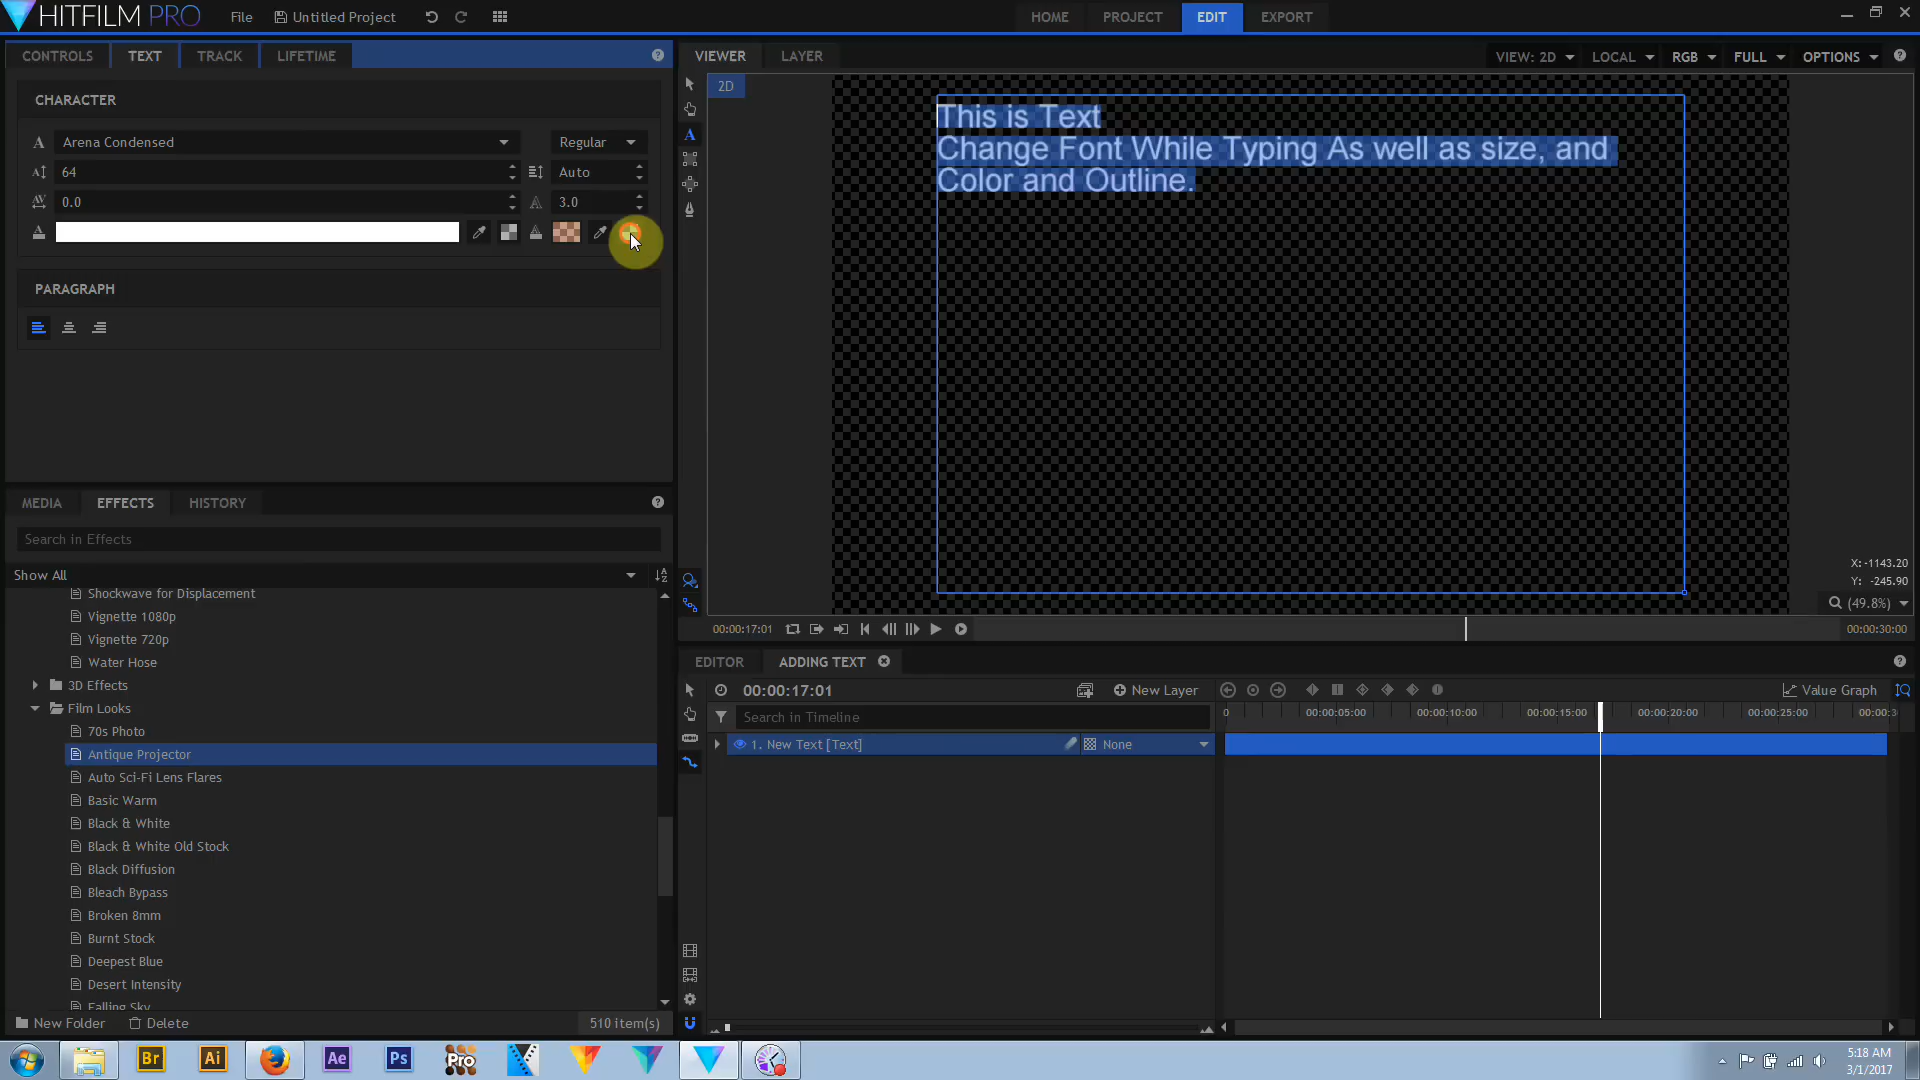 HITFILM PRO
File
Untitled Project
HOME
PROJECT
EDIT
EXPORT
CONTROLS
TEXT
TRACK
LIFETIME
CHARACTER
Arena Condensed
Regular
64
Auto
0.0
3.0
PARAGRAPH
VIEWER
LAYER
VIEW: 2D
LOCAL
RGB
FULL
OPTIONS
2D
This is Text
Change Font While Typing As well as size, and
Color and Outline.
X: -1143.20
Y: -245.90
(49.8%)
00:00:17:01
00:00:30:00
MEDIA
EFFECTS
HISTORY
Search in Effects
Show All
Shockwave for Displacement
Vignette 1080p
Vignette 720p
Water Hose
3D Effects
Film Looks
70s Photo
Antique Projector
Auto Sci-Fi Lens Flares
Basic Warm
Black & White
Black & White Old Stock
Black Diffusion
Bleach Bypass
Broken 8mm
Burnt Stock
Deepest Blue
Desert Intensity
Falling Sky
New Folder
Delete
510 item(s)
EDITOR
ADDING TEXT
00:00:17:01
New Layer
Value Graph
Search in Timeline
0
00:00:05:00
00:00:10:00
00:00:15:00
00:00:20:00
00:00:25:00
00:00:3
1. New Text [Text]
None
Br
Ai
Ae
Ps
Pro
5:18 AM
3/1/2017